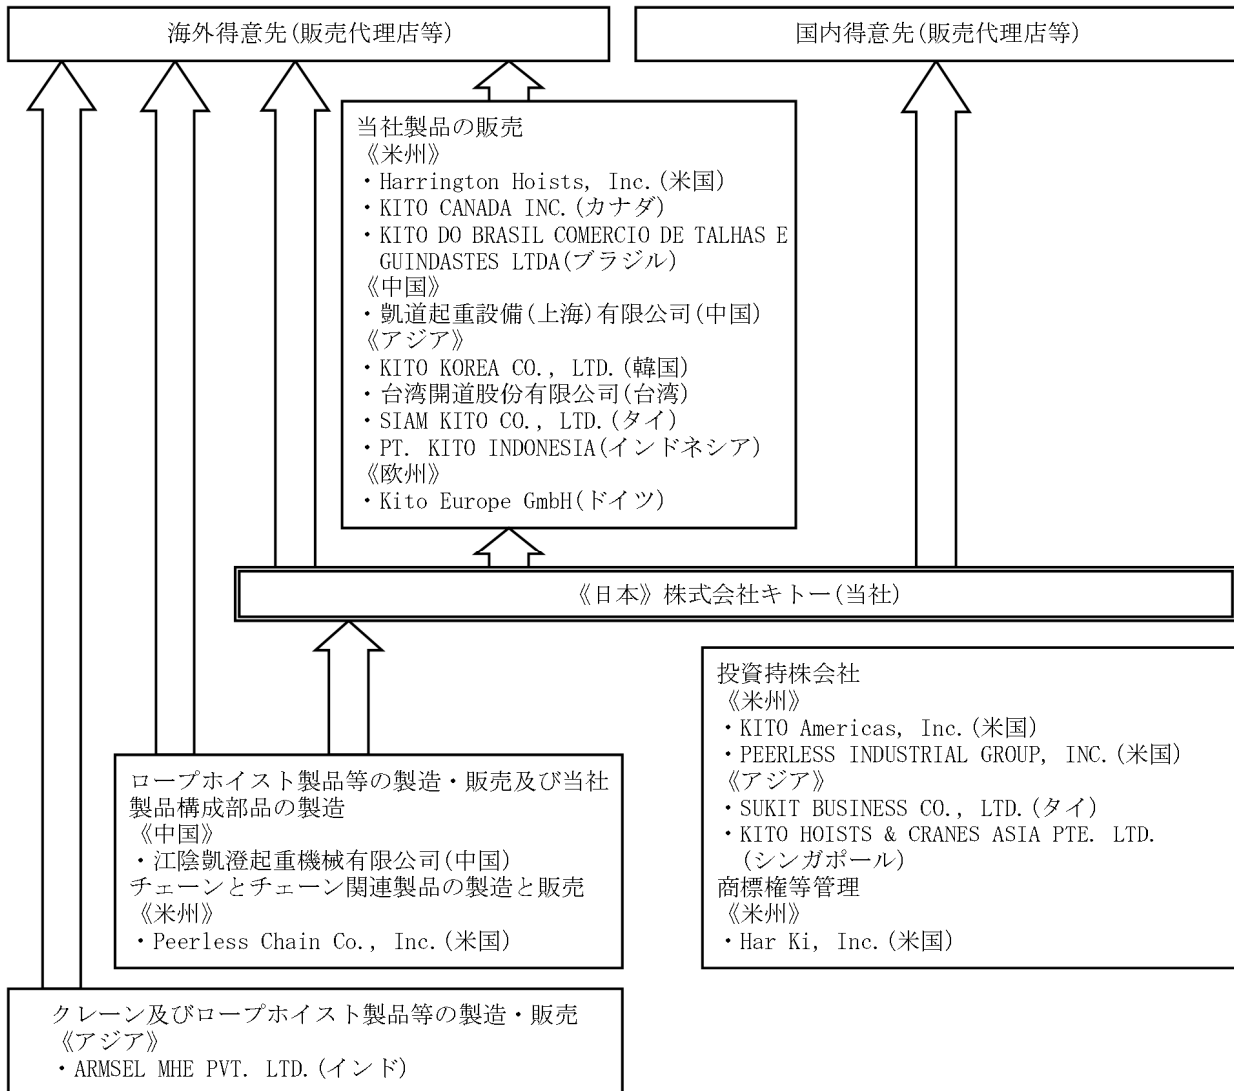 海外得意先(販売代理店等)
国内得意先(販売代理店等)
当社製品の販売
《米州》
・Harrington Hoists, Inc.(米国)
・KITO CANADA INC.(カナダ)
・KITO DO BRASIL COMERCIO DE TALHAS E
GUINDASTES LTDA(ブラジル)
《中国》
・凱道起重設備(上海)有限公司(中国)
《アジア》
・KITO KOREA CO., LTD.(韓国)
・台湾開道股份有限公司(台湾)
・SIAM KITO CO., LTD.(タイ)
・PT. KITO INDONESIA(インドネシア)
《欧州》
・Kito Europe GmbH(ドイツ)
《日本》株式会社キトー(当社)
ロープホイスト製品等の製造・販売及び当社
製品構成部品の製造
《中国》
・江陰凱澄起重機械有限公司(中国)
チェーンとチェーン関連製品の製造と販売
《米州》
・Peerless Chain Co., Inc.(米国)
投資持株会社
《米州》
・KITO Americas, Inc.(米国)
・PEERLESS INDUSTRIAL GROUP, INC.(米国)
《アジア》
・SUKIT BUSINESS CO., LTD.(タイ)
・KITO HOISTS & CRANES ASIA PTE. LTD.
(シンガポール)
商標権等管理
《米州》
・Har Ki, Inc.(米国)
クレーン及びロープホイスト製品等の製造・販売
《アジア》
・ARMSEL MHE PVT. LTD.(インド)